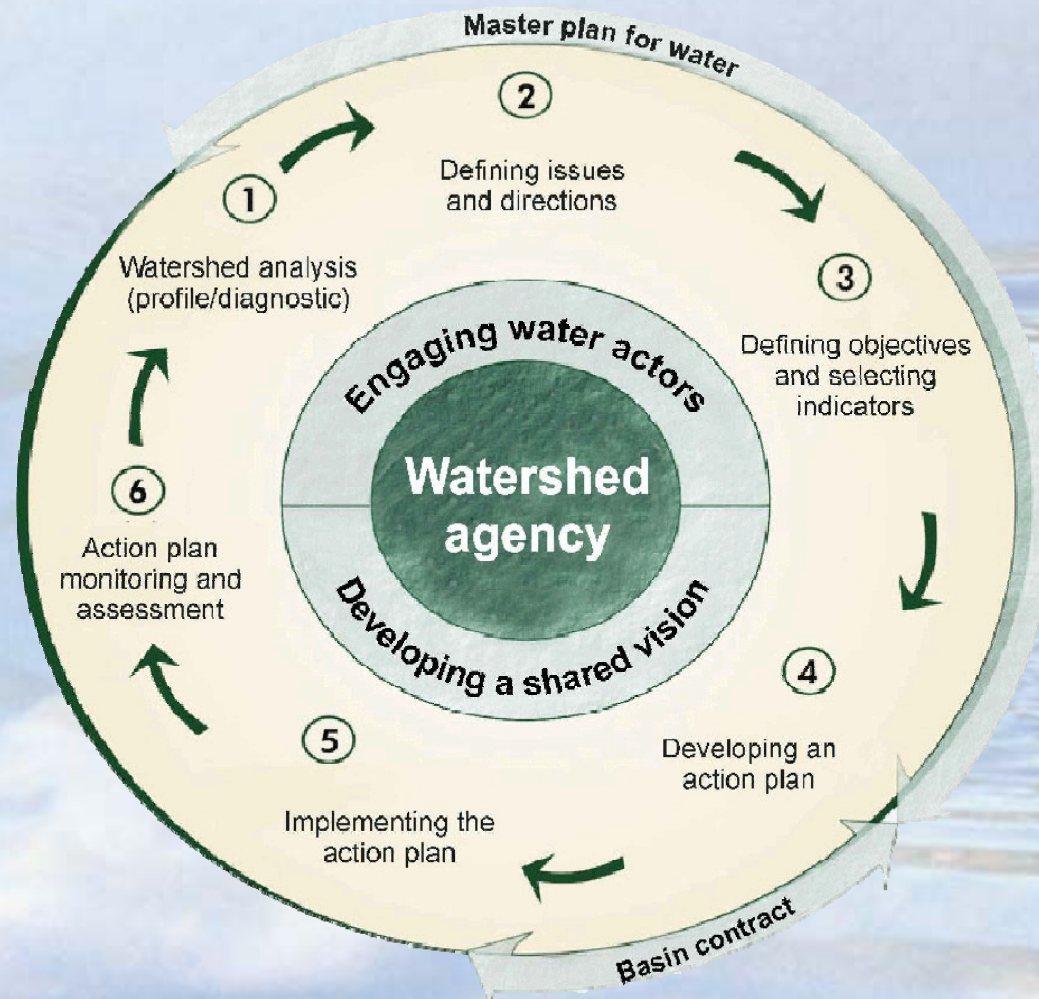 Master plan for water
1
Watershed analysis
(profile/diagnostic)
2
Defining issues
and directions
3
Defining objectives
and selecting
indicators
4
Developing an
action plan
5
Implementing the
action plan
6
Action plan
monitoring and
assessment
Engaging water actors
Watershed
agency
Developing a shared vision
Basin contract